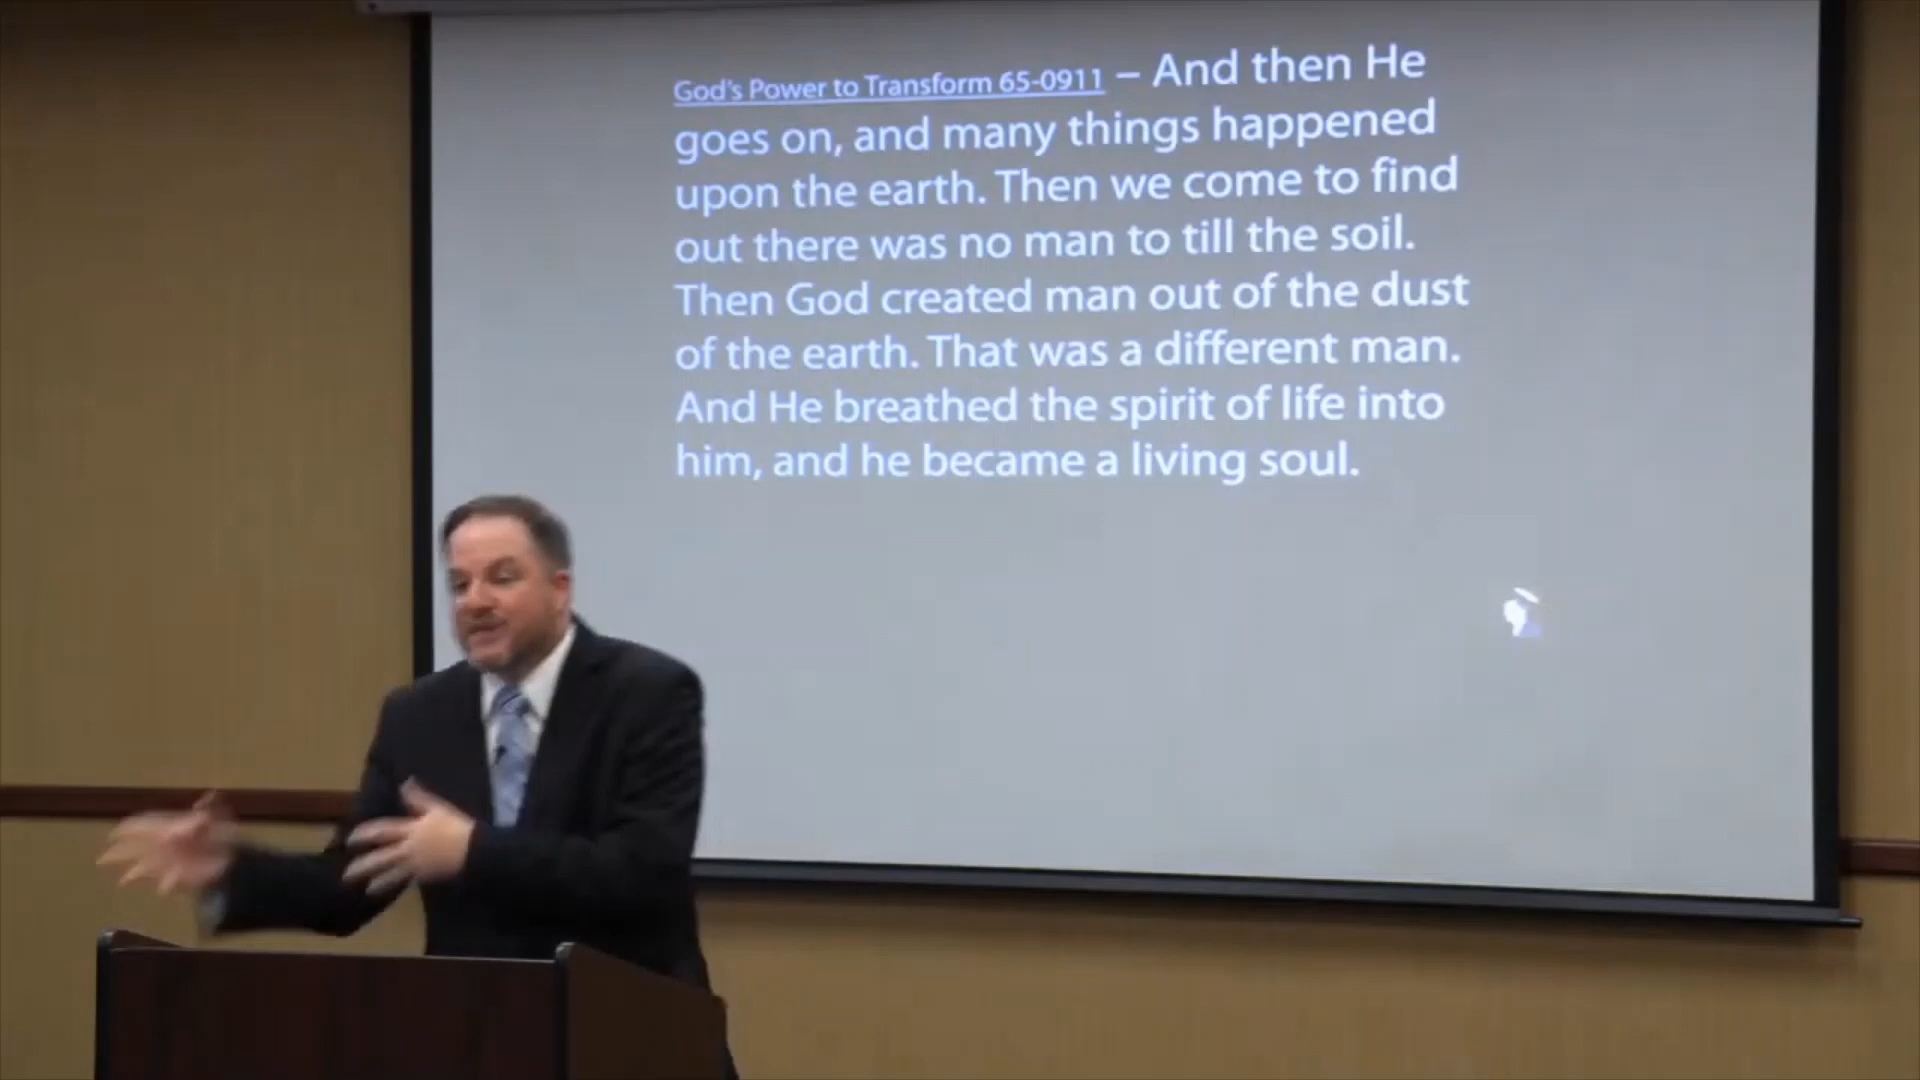 God's Power to Transform 65-0911 – And then He
goes on, and many things happened
upon the earth. Then we come to find
out there was no man to till the soil.
Then God created man out of the dust
of the earth. That was a different man.
And He breathed the spirit of life into
him, and he became a living soul.